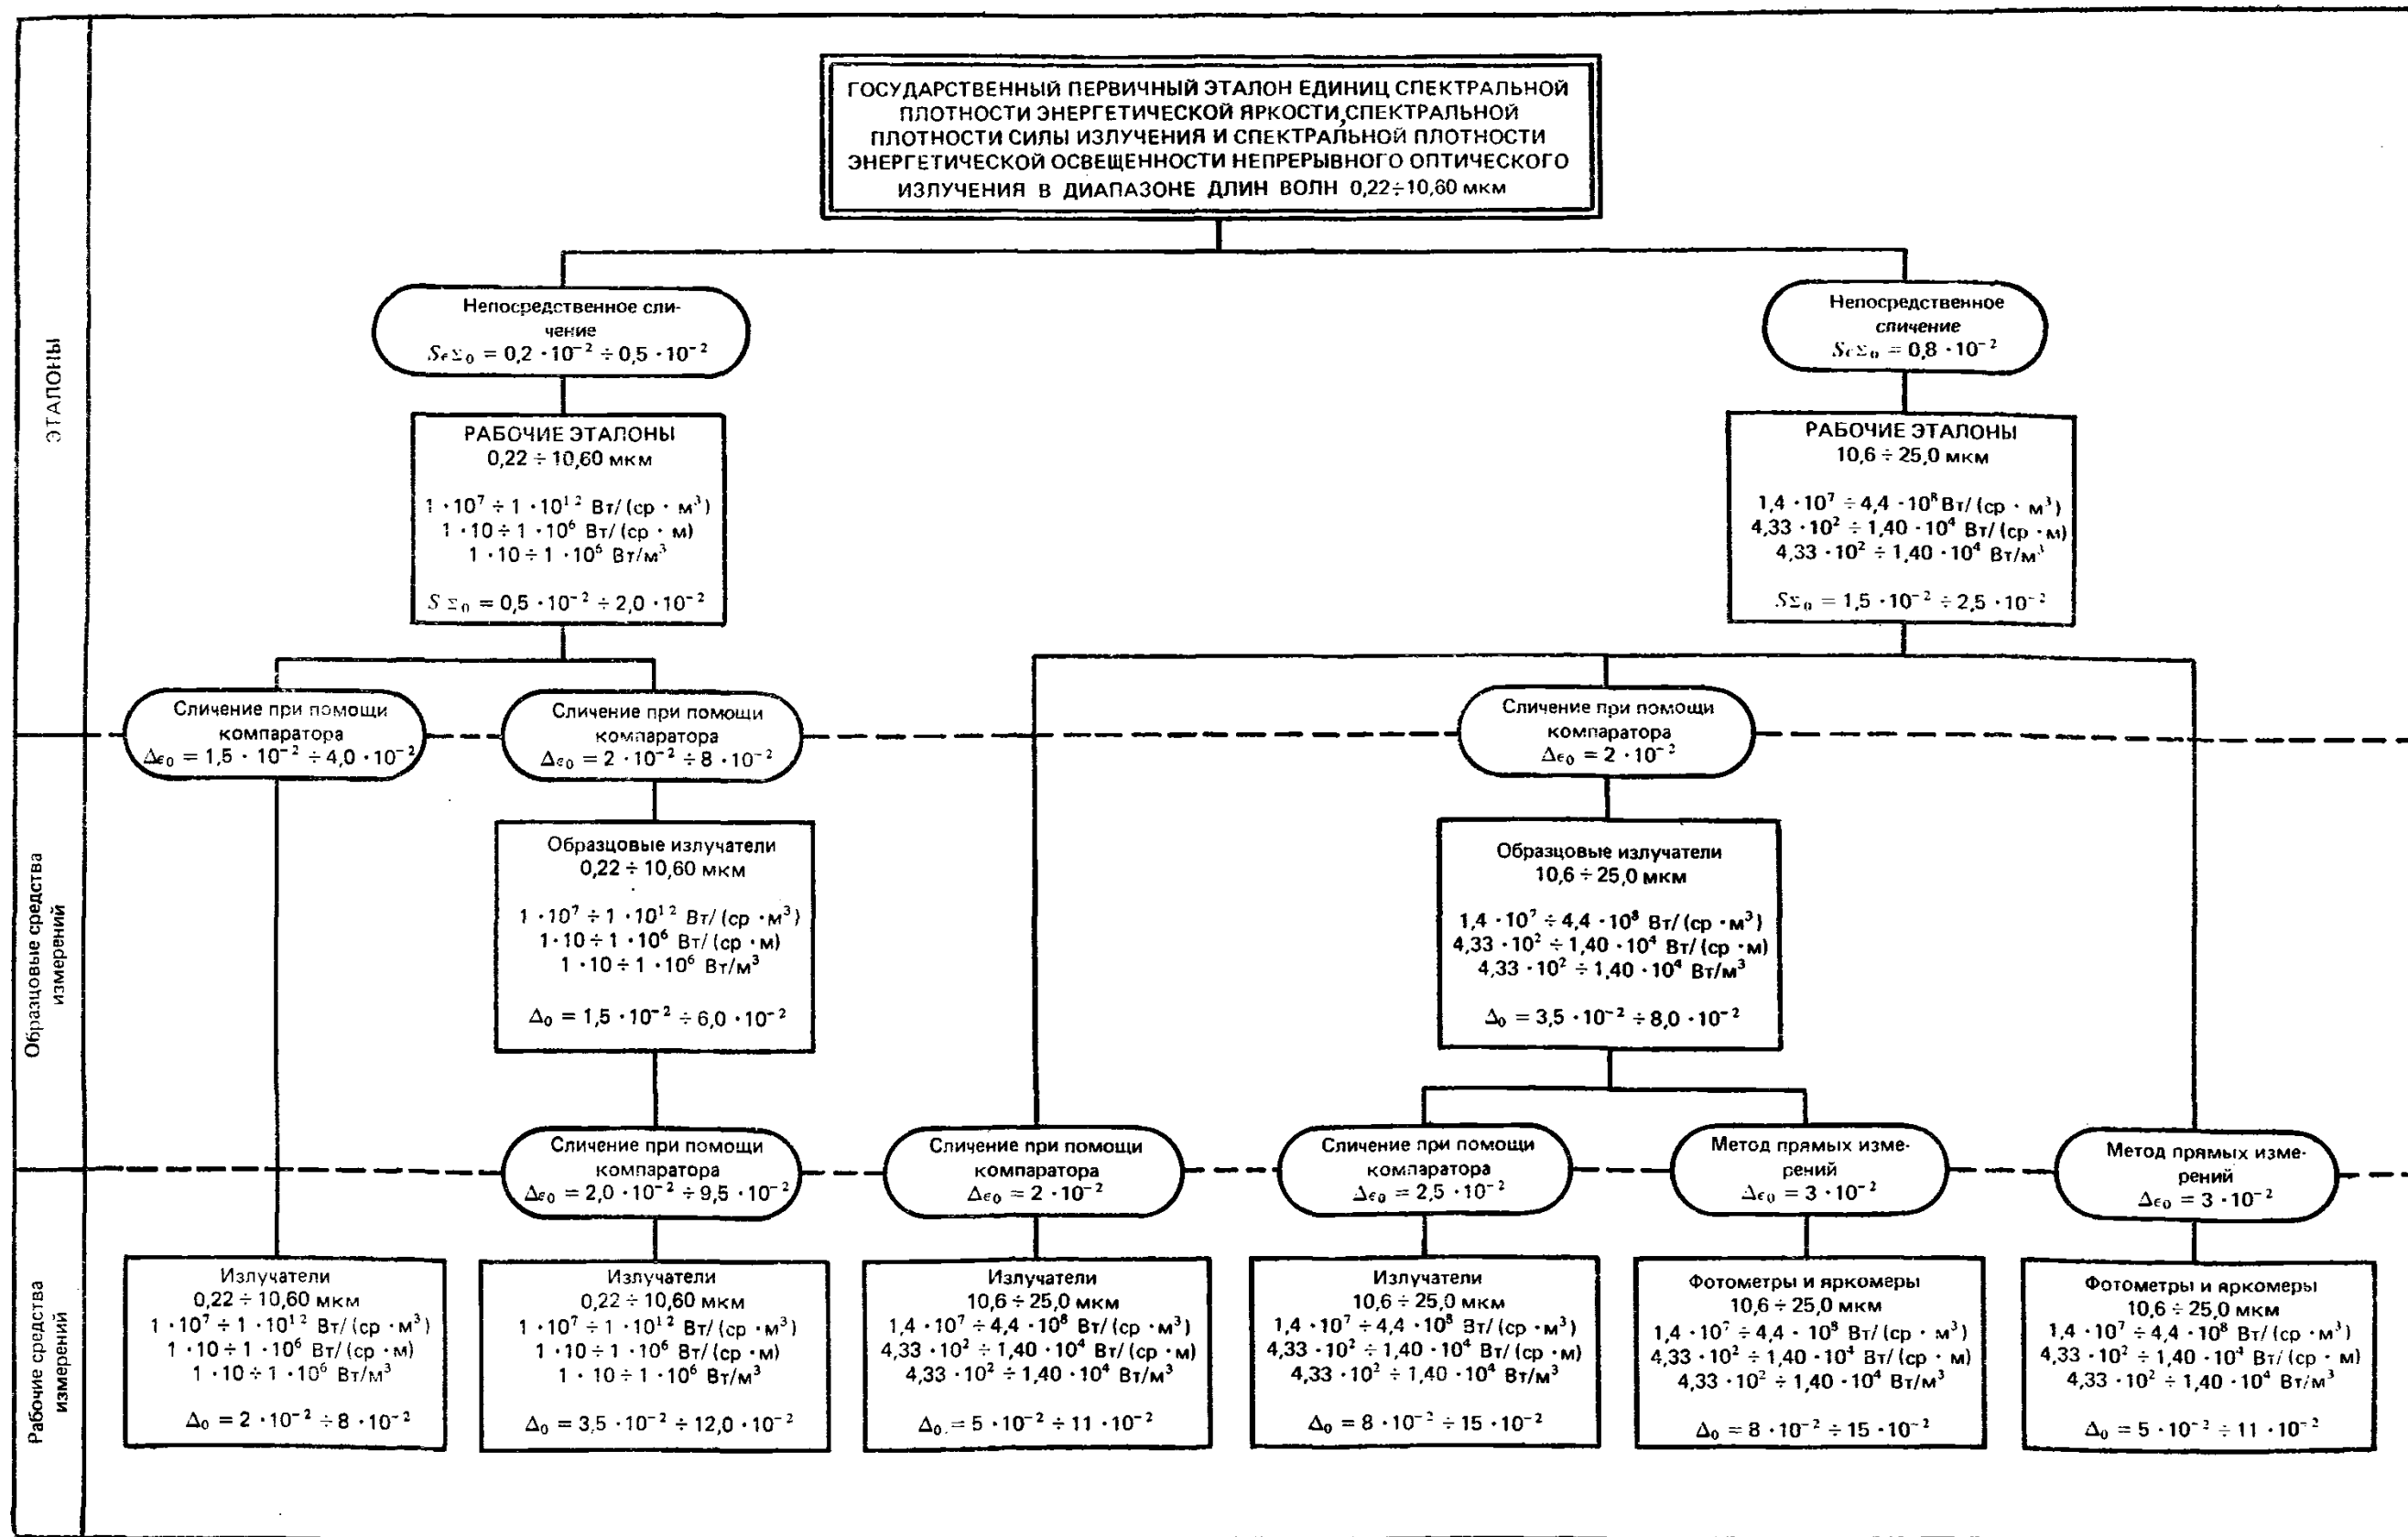 ГОСУДАРСТВЕННЫЙ ПЕРВИЧНЫЙ ЭТАЛОН ЕДИНИЦ СПЕКТРАЛЬНОЙ
ПЛОТНОСТИ ЭНЕРГЕТИЧЕСКОЙ ЯРКОСТИ, СПЕКТРАЛЬНОЙ
ПЛОТНОСТИ СИЛЫ ИЗЛУЧЕНИЯ И СПЕКТРАЛЬНОЙ ПЛОТНОСТИ
ЭНЕРГЕТИЧЕСКОЙ ОСВЕЩЕННОСТИ НЕПРЕРЫВНОГО ОПТИЧЕСКОГО
ИЗЛУЧЕНИЯ В ДИАПАЗОНЕ ДЛИН ВОЛН 0,22÷10,60 мкм
ЭТАЛОНЫ
Непосредственное сли-
чение
S𝜖Σ₀ = 0,2 · 10⁻² ÷ 0,5 · 10⁻²
Непосредственное
сличение
S𝜖Σ₀ = 0,8 · 10⁻²
РАБОЧИЕ ЭТАЛОНЫ
0,22 ÷ 10,60 мкм
1 · 10⁷ ÷ 1 · 10¹² Вт/(ср · м³)
1 · 10 ÷ 1 · 10⁶ Вт/(ср · м)
1 · 10 ÷ 1 · 10⁶ Вт/м³
SΣ₀ = 0,5 · 10⁻² ÷ 2,0 · 10⁻²
РАБОЧИЕ ЭТАЛОНЫ
10,6 ÷ 25,0 мкм
1,4 · 10⁷ ÷ 4,4 · 10⁸ Вт/(ср · м³)
4,33 · 10² ÷ 1,40 · 10⁴ Вт/(ср · м)
4,33 · 10² ÷ 1,40 · 10⁴ Вт/м³
SΣ₀ = 1,5 · 10⁻² ÷ 2,5 · 10⁻²
Сличение при помощи
компаратора
Δ𝜖₀ = 1,5 · 10⁻² ÷ 4,0 · 10⁻²
Сличение при помощи
компаратора
Δ𝜖₀ = 2 · 10⁻² ÷ 8 · 10⁻²
Сличение при помощи
компаратора
Δ𝜖₀ = 2 · 10⁻²
Образцовые средства
измерений
Образцовые излучатели
0,22 ÷ 10,60 мкм
1 · 10⁷ ÷ 1 · 10¹² Вт/(ср · м³)
1 · 10 ÷ 1 · 10⁶ Вт/(ср · м)
1 · 10 ÷ 1 · 10⁶ Вт/м³
Δ₀ = 1,5 · 10⁻² ÷ 6,0 · 10⁻²
Образцовые излучатели
10,6 ÷ 25,0 мкм
1,4 · 10⁷ ÷ 4,4 · 10⁸ Вт/(ср · м³)
4,33 · 10² ÷ 1,40 · 10⁴ Вт/(ср · м)
4,33 · 10² ÷ 1,40 · 10⁴ Вт/м³
Δ₀ = 3,5 · 10⁻² ÷ 8,0 · 10⁻²
Сличение при помощи
компаратора
Δ𝜖₀ = 2,0 · 10⁻² ÷ 9,5 · 10⁻²
Сличение при помощи
компаратора
Δ𝜖₀ = 2 · 10⁻²
Сличение при помощи
компаратора
Δ𝜖₀ = 2,5 · 10⁻²
Метод прямых изме-
рений
Δ𝜖₀ = 3 · 10⁻²
Метод прямых изме-
рений
Δ𝜖₀ = 3 · 10⁻²
Рабочие средства
измерений
Излучатели
0,22 ÷ 10,60 мкм
1 · 10⁷ ÷ 1 · 10¹² Вт/(ср · м³)
1 · 10 ÷ 1 · 10⁶ Вт/(ср · м)
1 · 10 ÷ 1 · 10⁶ Вт/м³
Δ₀ = 2 · 10⁻² ÷ 8 · 10⁻²
Излучатели
0,22 ÷ 10,60 мкм
1 · 10⁷ ÷ 1 · 10¹² Вт/(ср · м³)
1 · 10 ÷ 1 · 10⁶ Вт/(ср · м)
1 · 10 ÷ 1 · 10⁶ Вт/м³
Δ₀ = 3,5 · 10⁻² ÷ 12,0 · 10⁻²
Излучатели
10,6 ÷ 25,0 мкм
1,4 · 10⁷ ÷ 4,4 · 10⁸ Вт/(ср · м³)
4,33 · 10² ÷ 1,40 · 10⁴ Вт/(ср · м)
4,33 · 10² ÷ 1,40 · 10⁴ Вт/м³
Δ₀ = 5 · 10⁻² ÷ 11 · 10⁻²
Излучатели
10,6 ÷ 25,0 мкм
1,4 · 10⁷ ÷ 4,4 · 10⁸ Вт/(ср · м³)
4,33 · 10² ÷ 1,40 · 10⁴ Вт/(ср · м)
4,33 · 10² ÷ 1,40 · 10⁴ Вт/м³
Δ₀ = 8 · 10⁻² ÷ 15 · 10⁻²
Фотометры и яркомеры
10,6 ÷ 25,0 мкм
1,4 · 10⁷ ÷ 4,4 · 10⁸ Вт/(ср · м³)
4,33 · 10² ÷ 1,40 · 10⁴ Вт/(ср · м)
4,33 · 10² ÷ 1,40 · 10⁴ Вт/м³
Δ₀ = 8 · 10⁻² ÷ 15 · 10⁻²
Фотометры и яркомеры
10,6 ÷ 25,0 мкм
1,4 · 10⁷ ÷ 4,4 · 10⁸ Вт/(ср · м³)
4,33 · 10² ÷ 1,40 · 10⁴ Вт/(ср · м)
4,33 · 10² ÷ 1,40 · 10⁴ Вт/м³
Δ₀ = 5 · 10⁻² ÷ 11 · 10⁻²